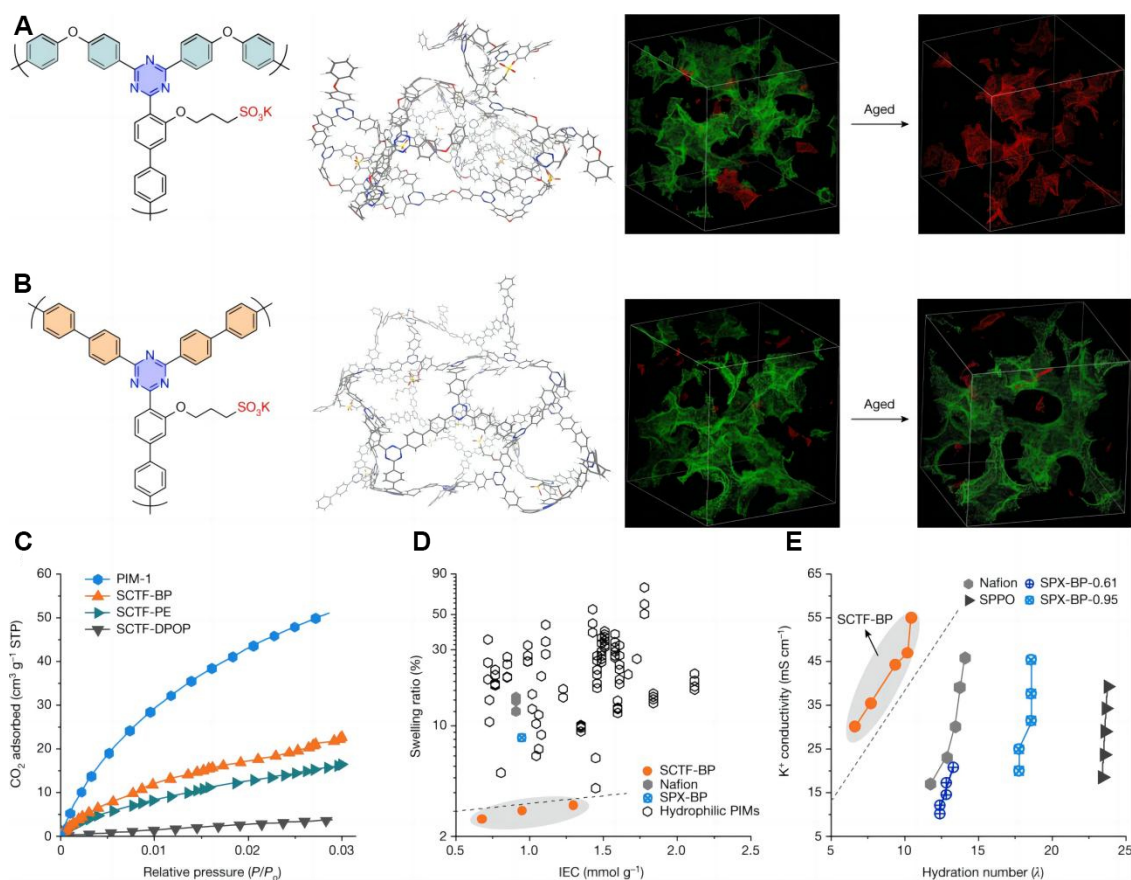 A
O
O
N
N
N
O
SO₃K
Aged
B
N
N
N
O
SO₃K
Aged
C
60
50
40
30
20
10
0
CO₂ adsorbed (cm³ g⁻¹ STP)
PIM-1
SCTF-BP
SCTF-PE
SCTF-DPOP
0
0.01
0.02
0.03
Relative pressure (P/P₀)
D
90
70
50
30
10
4
2
Swelling ratio (%)
SCTF-BP
Nafion
SPX-BP
Hydrophilic PIMs
0.5
1.0
1.5
2.0
2.5
IEC (mmol g⁻¹)
E
65
55
45
35
25
15
5
K⁺ conductivity (mS cm⁻¹)
Nafion
SPPO
SPX-BP-0.61
SPX-BP-0.95
SCTF-BP
5
10
15
20
25
Hydration number (λ)